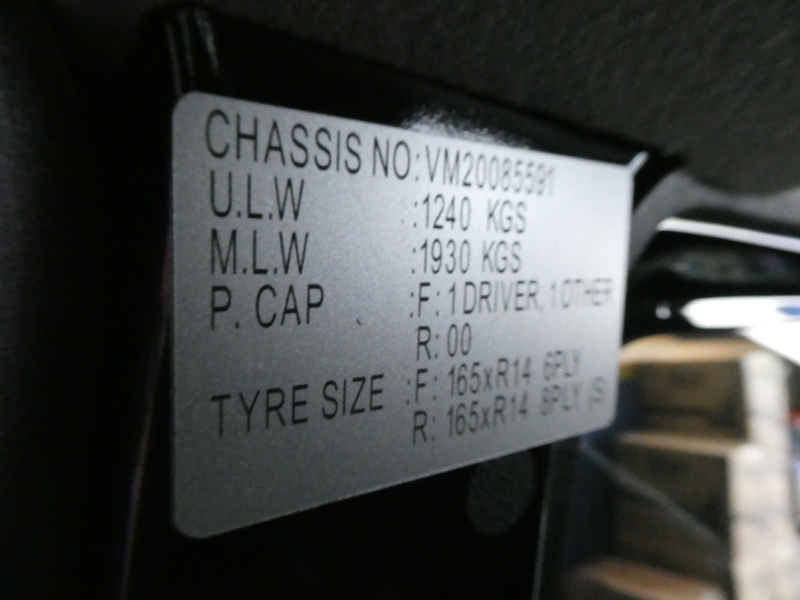 CHASSIS NO: VM20085591
U.L.W :1240 KGS
M.L.W :1930 KGS
P. CAP :F: 1 DRIVER, 1 OTHER
R: 00
TYRE SIZE :F: 165xR14 6PLY
R: 165xR14 8PLY (S)